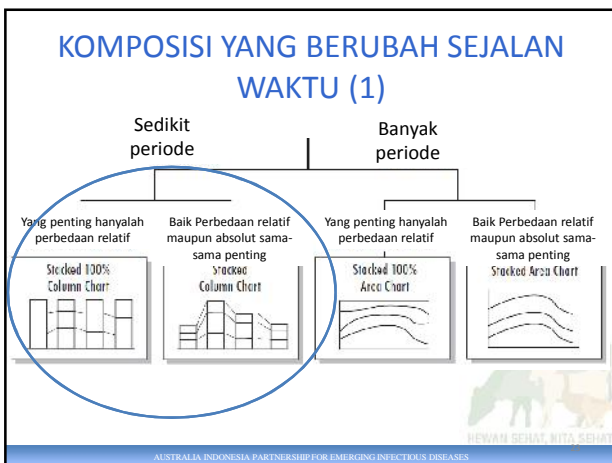 KOMPOSISI YANG BERUBAH SEJALAN
WAKTU (1)
Sedikit
periode
Banyak
periode
Yang penting hanyalah
perbedaan relatif
Baik Perbedaan relatif
maupun absolut sama-
sama penting
Yang penting hanyalah
perbedaan relatif
Baik Perbedaan relatif
maupun absolut sama-
sama penting
Stacked 100%
Column Chart
Stacked
Column Chart
Stacked 100%
Area Chart
Stacked Area Chart
HEWAN SEHAT, KITA SEHAT
AUSTRALIA INDONESIA PARTNERSHIP FOR EMERGING INFECTIOUS DISEASES